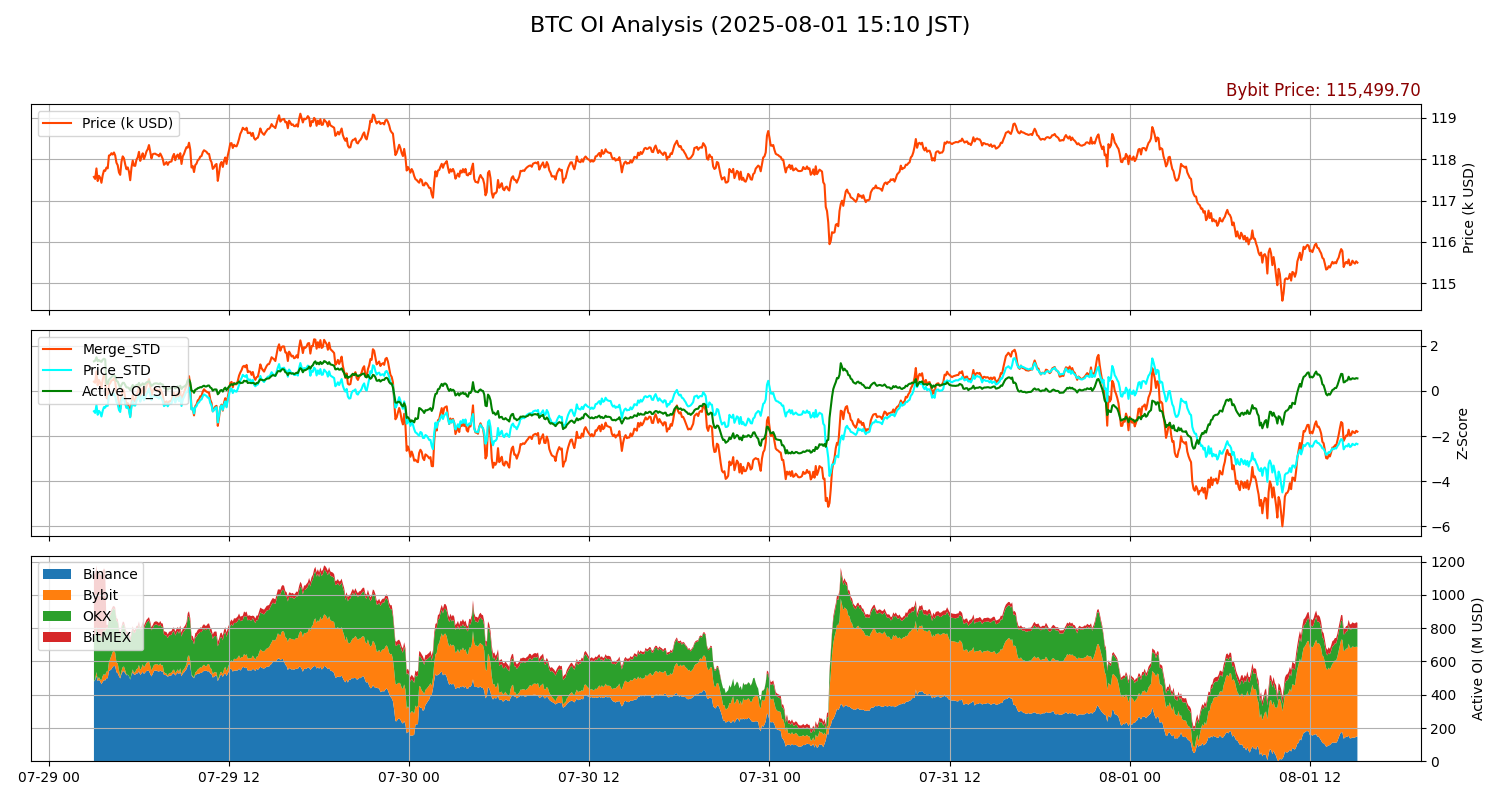 BTC OI Analysis (2025-08-01 15:10 JST)
Bybit Price: 115,499.70
Price (k USD)
119
118
117
116
115
Price (k USD)
Merge_STD
Price_STD
Active_OI_STD
2
0
−2
−4
−6
Z-Score
Binance
Bybit
OKX
BitMEX
1200
1000
800
600
400
200
0
Active OI (M USD)
07-29 00
07-29 12
07-30 00
07-30 12
07-31 00
07-31 12
08-01 00
08-01 12